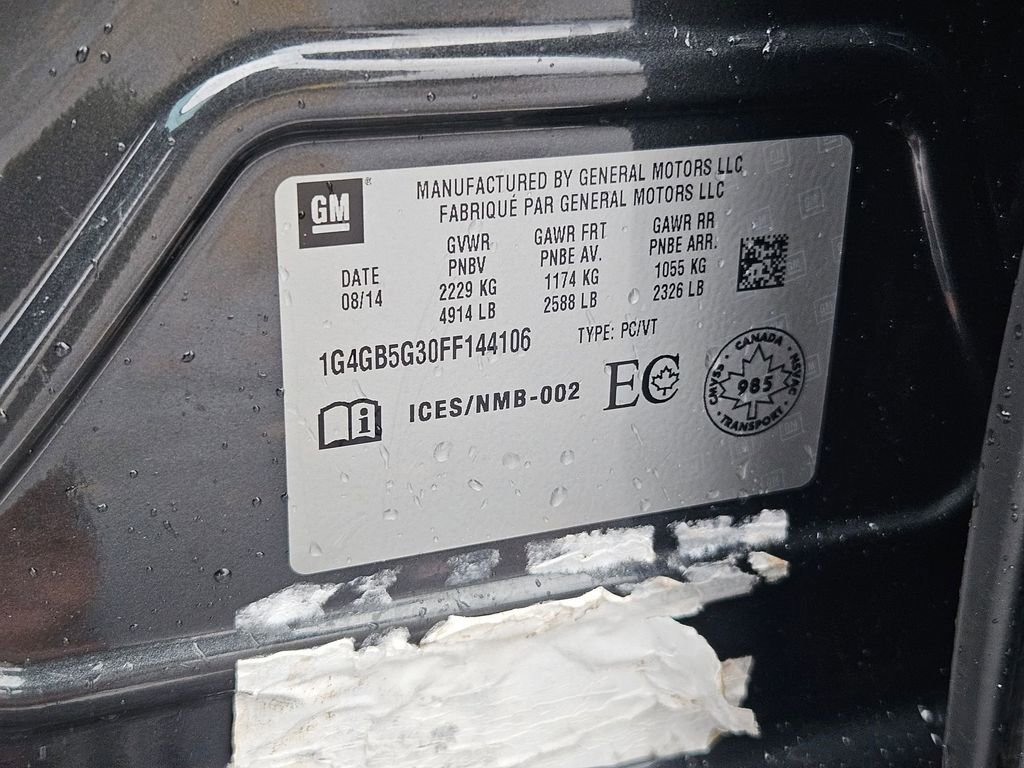 GM ®
MANUFACTURED BY GENERAL MOTORS LLC
FABRIQUÉ PAR GENERAL MOTORS LLC
DATE
08/14
GVWR
PNBV
2229 KG
4914 LB
GAWR FRT
PNBE AV.
1174 KG
2588 LB
GAWR RR
PNBE ARR.
1055 KG
2326 LB
1G4GB5G30FF144106
TYPE: PC/VT
i
ICES/NMB-002
EC
CANADA
CMVSS
985
NSVAC
TRANSPORT